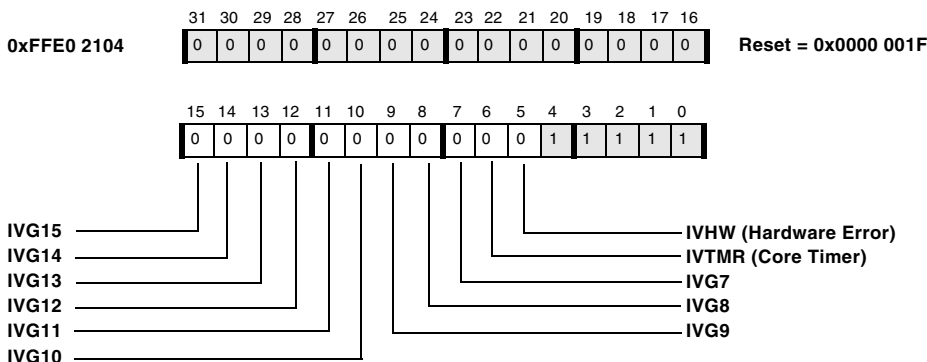 31 30 29 28 27 26 25 24 23 22 21 20 19 18 17 16
0xFFE0 2104 0 0 0 0 0 0 0 0 0 0 0 0 0 0 0 0 Reset = 0x0000 001F
15 14 13 12 11 10 9 8 7 6 5 4 3 2 1 0
0 0 0 0 0 0 0 0 0 0 0 1 1 1 1 1
IVG15 IVHW (Hardware Error)
IVG14 IVTMR (Core Timer)
IVG13 IVG7
IVG12 IVG8
IVG11 IVG9
IVG10